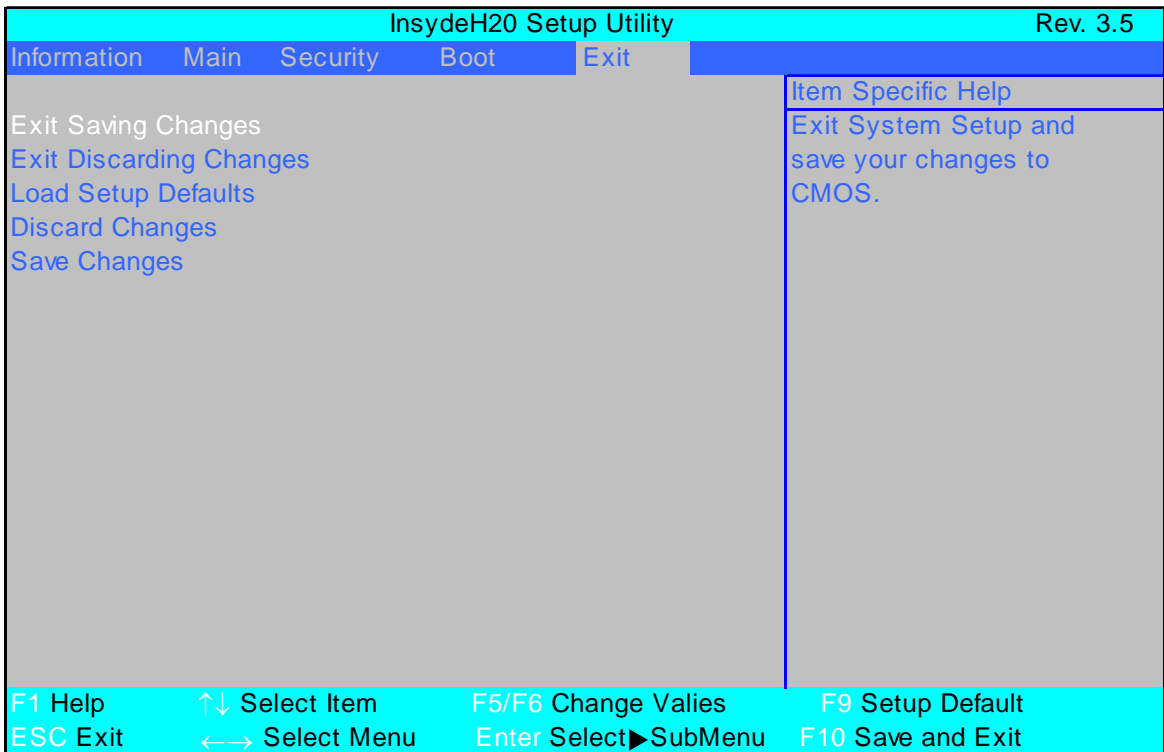 InsydeH20 Setup Utility Rev. 3.5
Information Main Security Boot Exit
Item Specific Help
Exit Saving Changes
Exit Discarding Changes
Load Setup Defaults
Discard Changes
Save Changes
Exit System Setup and
save your changes to
CMOS.
F1 Help ↑↓ Select Item F5/F6 Change Valies F9 Setup Default
ESC Exit ←→ Select Menu Enter Select▶SubMenu F10 Save and Exit